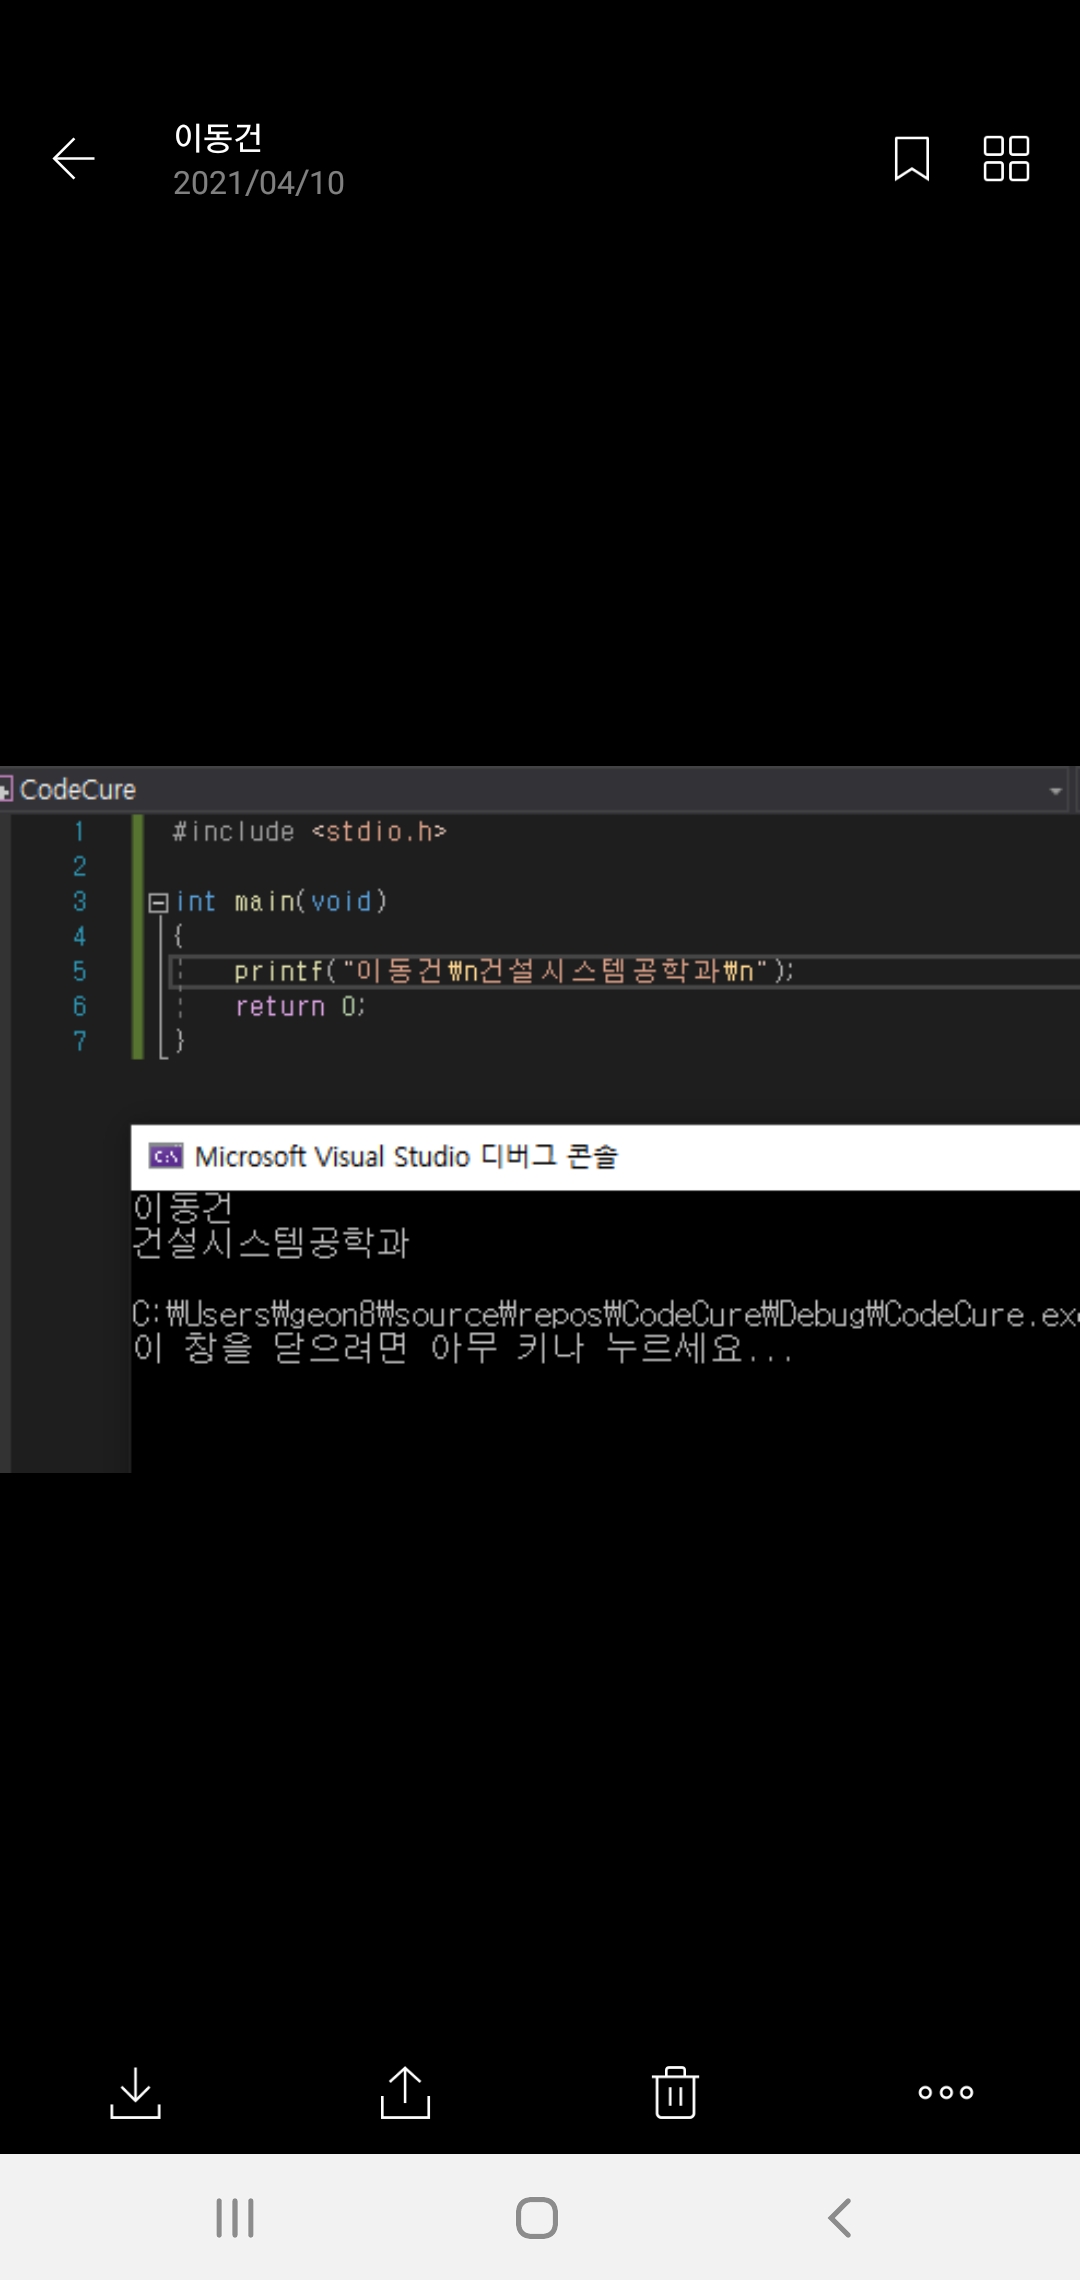 이동건
2021/04/10
CodeCure
1 #include <stdio.h>
2
3 int main(void)
4 {
5 printf("이동건₩n건설시스템공학과₩n");
6 return 0;
7 }
Microsoft Visual Studio 디버그 콘솔
이동건
건설시스템공학과
C:₩Users₩geon8₩source₩repos₩CodeCure₩Debug₩CodeCure.exe
이 창을 닫으려면 아무 키나 누르세요...